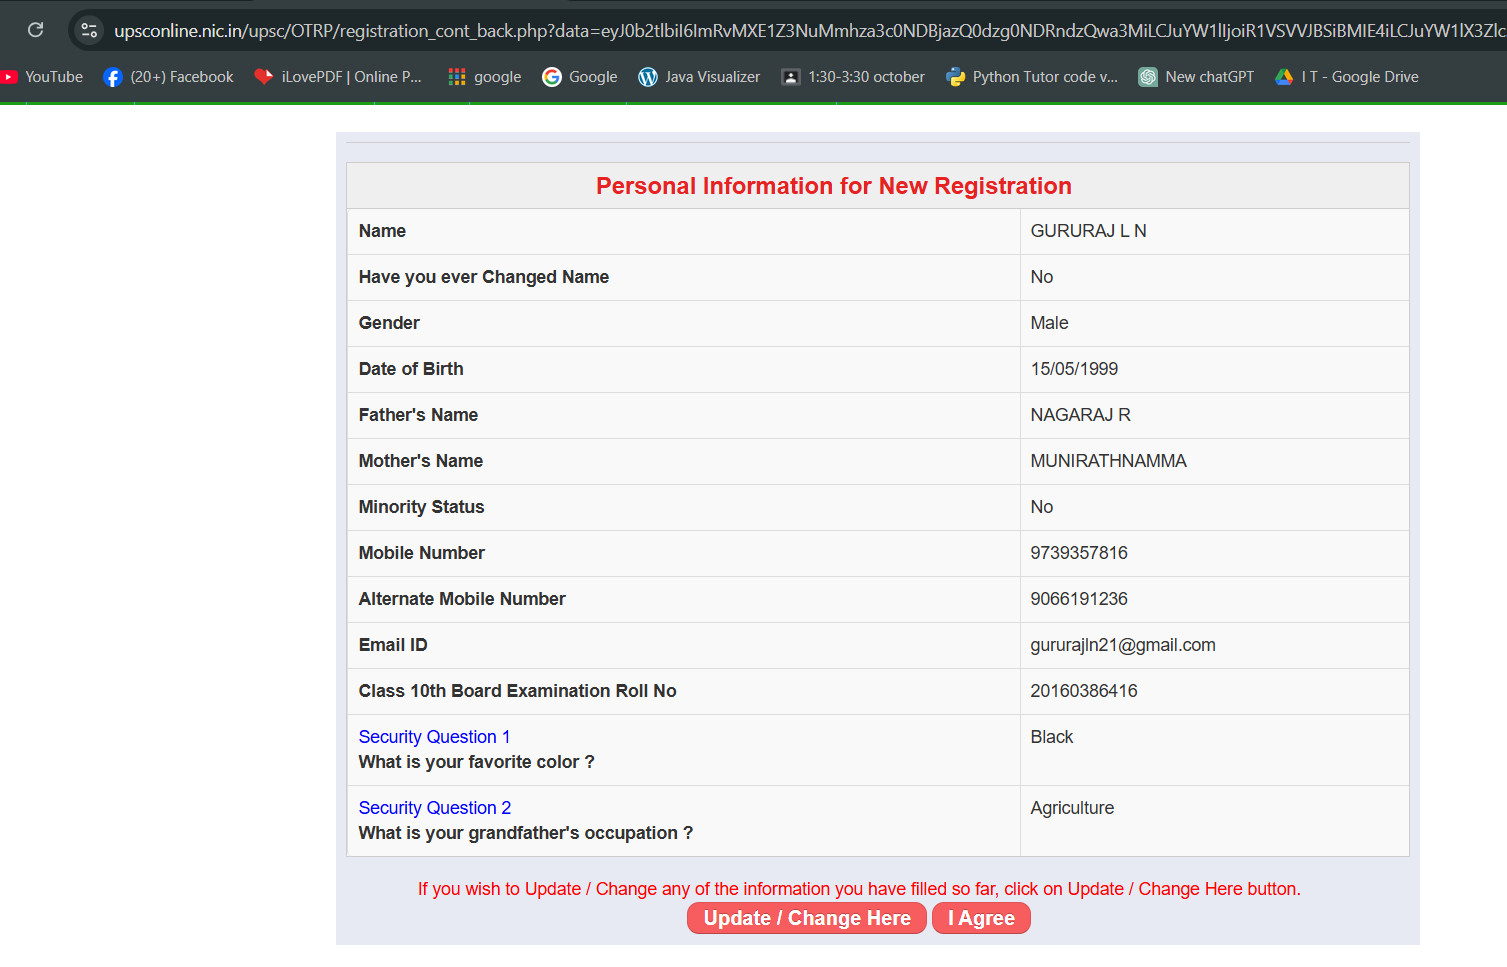 upsconline.nic.in/upsc/OTRP/registration_cont_back.php?data=eyJ0b2tlbiI6ImRvMXE1Z3NuMmhza3c0NDBjazQ0dzg0NDRndzQwa3MiLCJuYW1lIjoiR1VSVVJBSiBMIE4iLCJuYW1lX3Zlc
YouTube (20+) Facebook iLovePDF | Online P... google Google Java Visualizer 1:30-3:30 october Python Tutor code v... New chatGPT I T - Google Drive
Personal Information for New Registration
Name GURURAJ L N
Have you ever Changed Name No
Gender Male
Date of Birth 15/05/1999
Father's Name NAGARAJ R
Mother's Name MUNIRATHNAMMA
Minority Status No
Mobile Number 9739357816
Alternate Mobile Number 9066191236
Email ID gururajln21@gmail.com
Class 10th Board Examination Roll No 20160386416
Security Question 1 Black
What is your favorite color ?
Security Question 2 Agriculture
What is your grandfather's occupation ?
If you wish to Update / Change any of the information you have filled so far, click on Update / Change Here button.
Update / Change Here I Agree